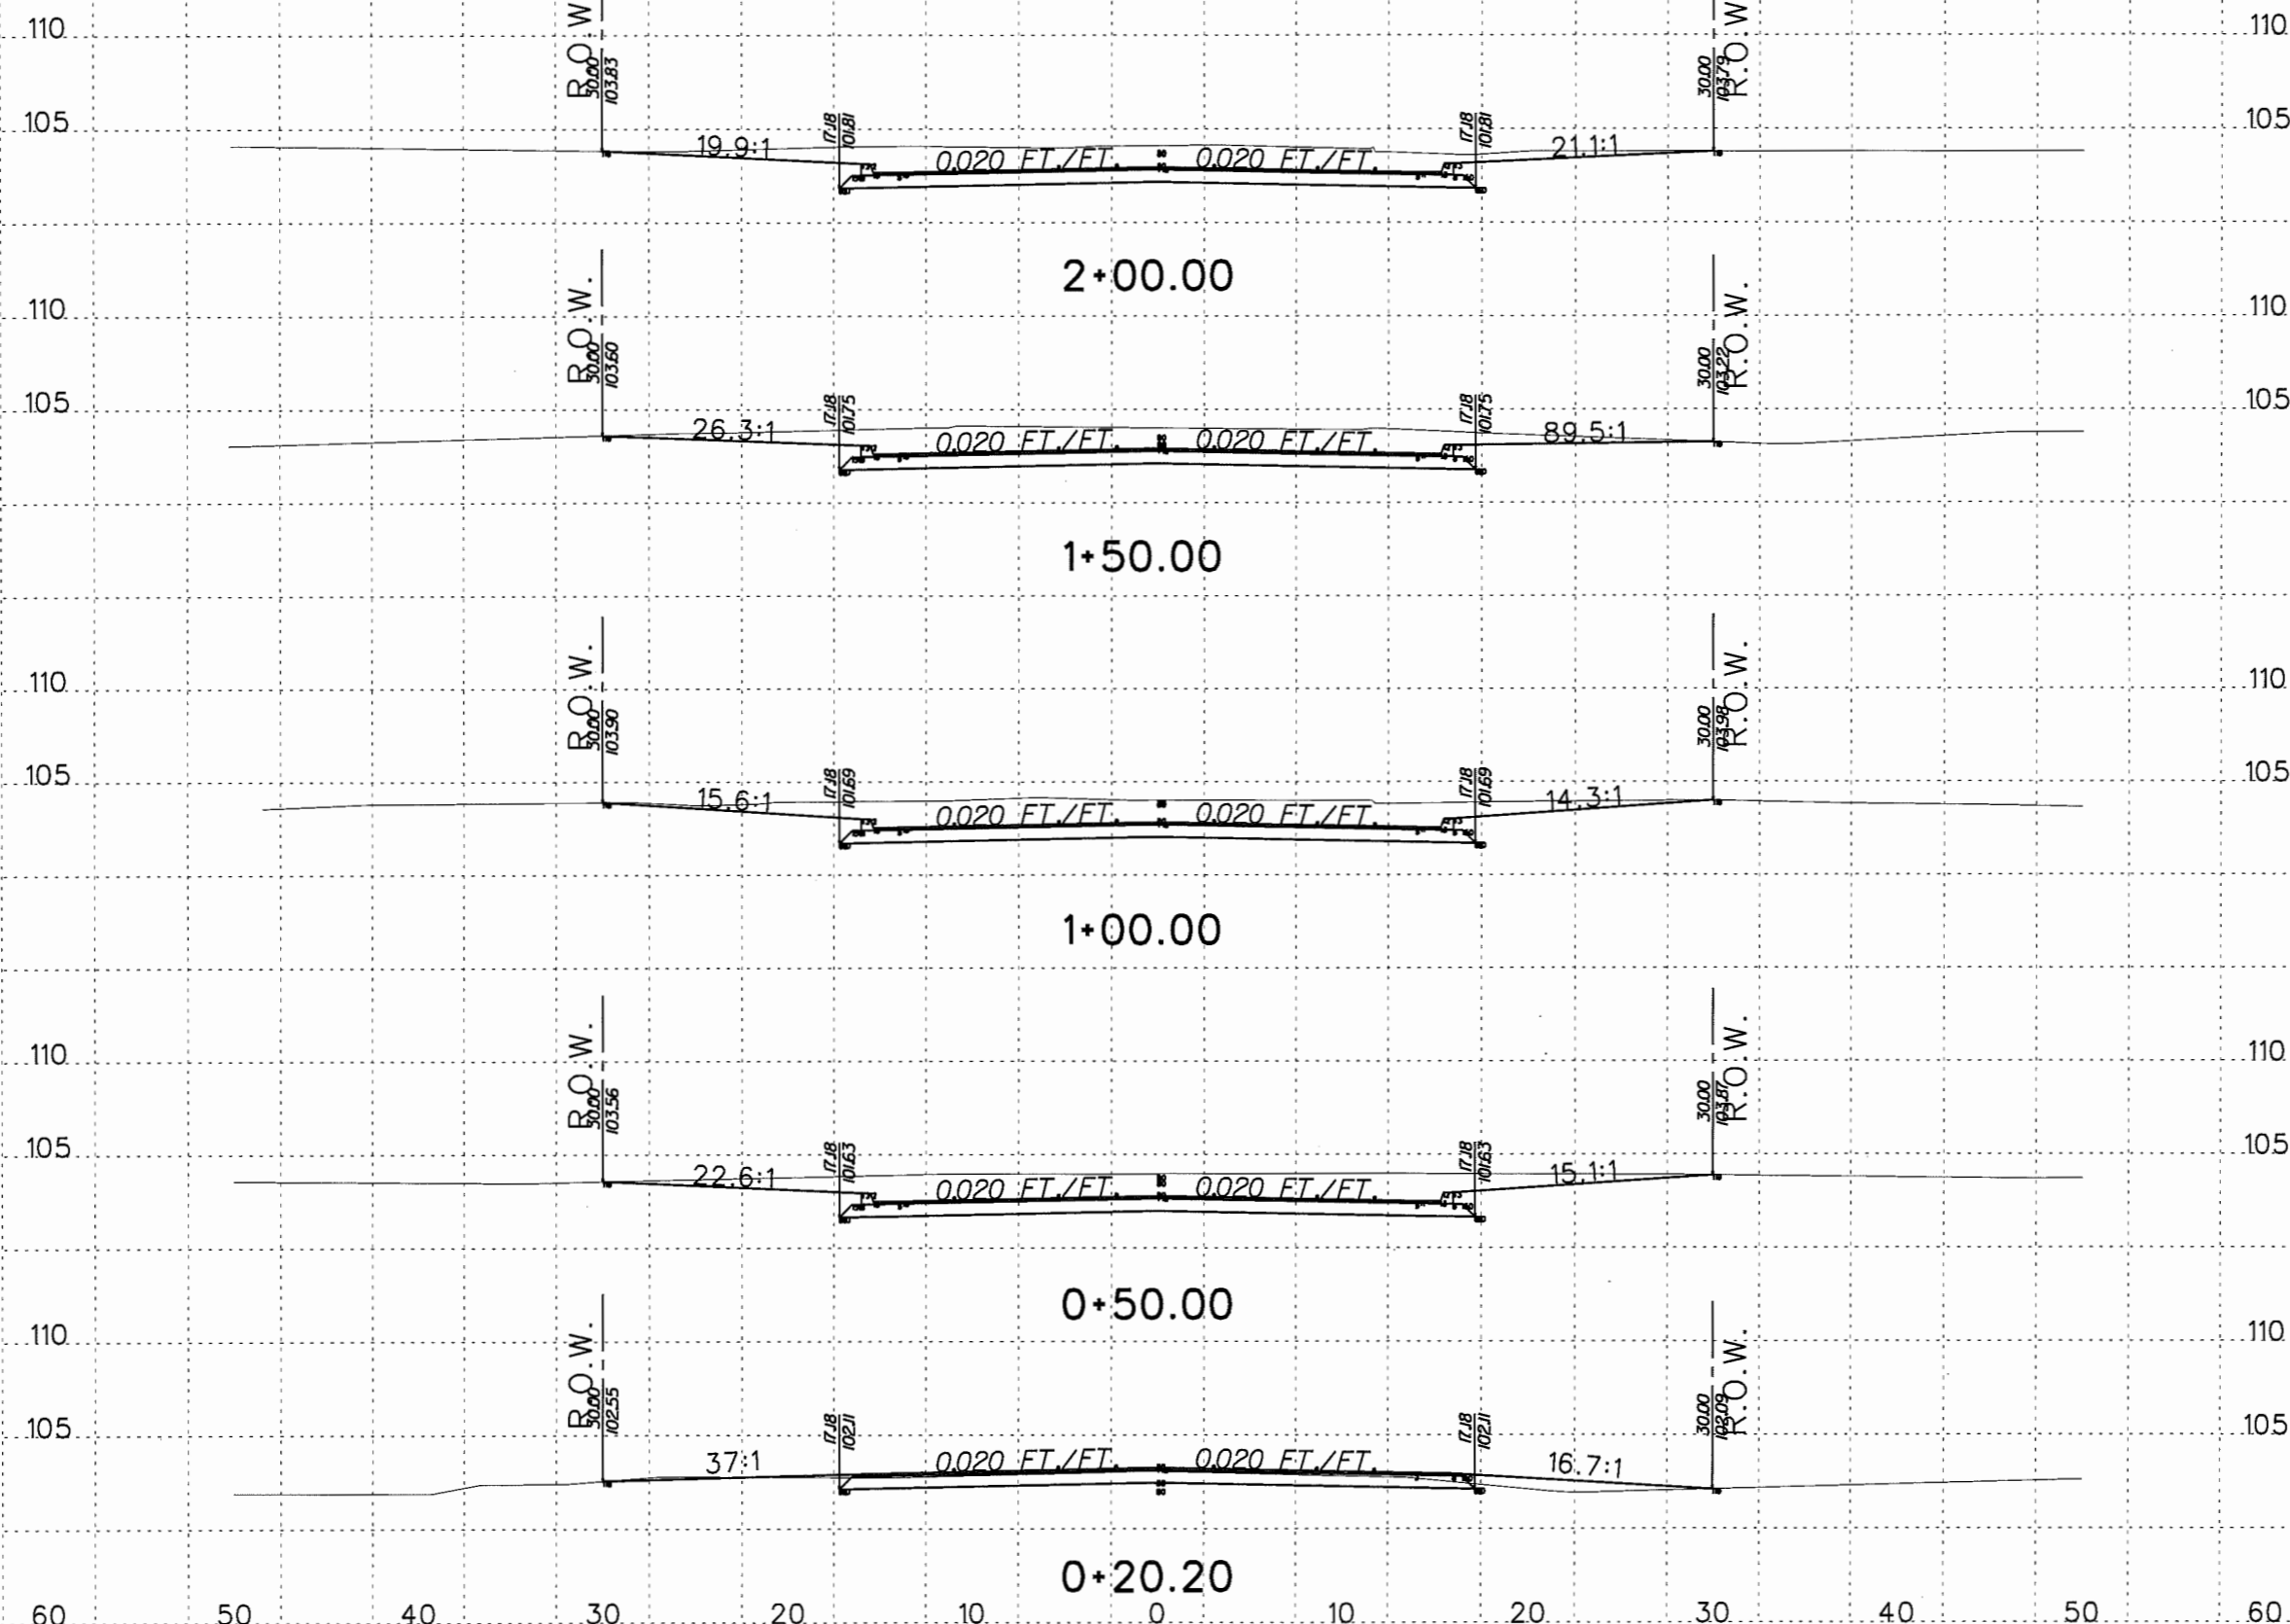 110 R.O.W 30.00 103.83 30.00 103.79 R.O.W 110
105 17.18 101.81 17.18 101.81 105
19.9:1 0.020 FT./FT. 0.020 FT./FT. 21.1:1
2+00.00
110 R.O.W. 30.00 103.60 30.00 103.22 R.O.W. 110
105 17.18 101.75 17.18 101.75 105
26.3:1 0.020 FT./FT. 0.020 FT./FT. 89.5:1
1+50.00
110 R.O.W. 30.00 103.90 30.00 103.98 R.O.W. 110
105 17.18 101.69 17.18 101.69 105
15.6:1 0.020 FT./FT. 0.020 FT./FT. 14.3:1
1+00.00
110 R.O.W. 30.00 103.56 30.00 103.87 R.O.W. 110
105 17.18 101.63 17.18 101.63 105
22.6:1 0.020 FT./FT. 0.020 FT./FT. 15.1:1
0+50.00
110 R.O.W. 30.00 102.55 30.00 102.09 R.O.W. 110
105 17.18 102.11 17.18 102.11 105
37:1 0.020 FT./FT. 0.020 FT./FT. 16.7:1
0+20.20
60 50 40 30 20 10 0 10 20 30 40 50 60